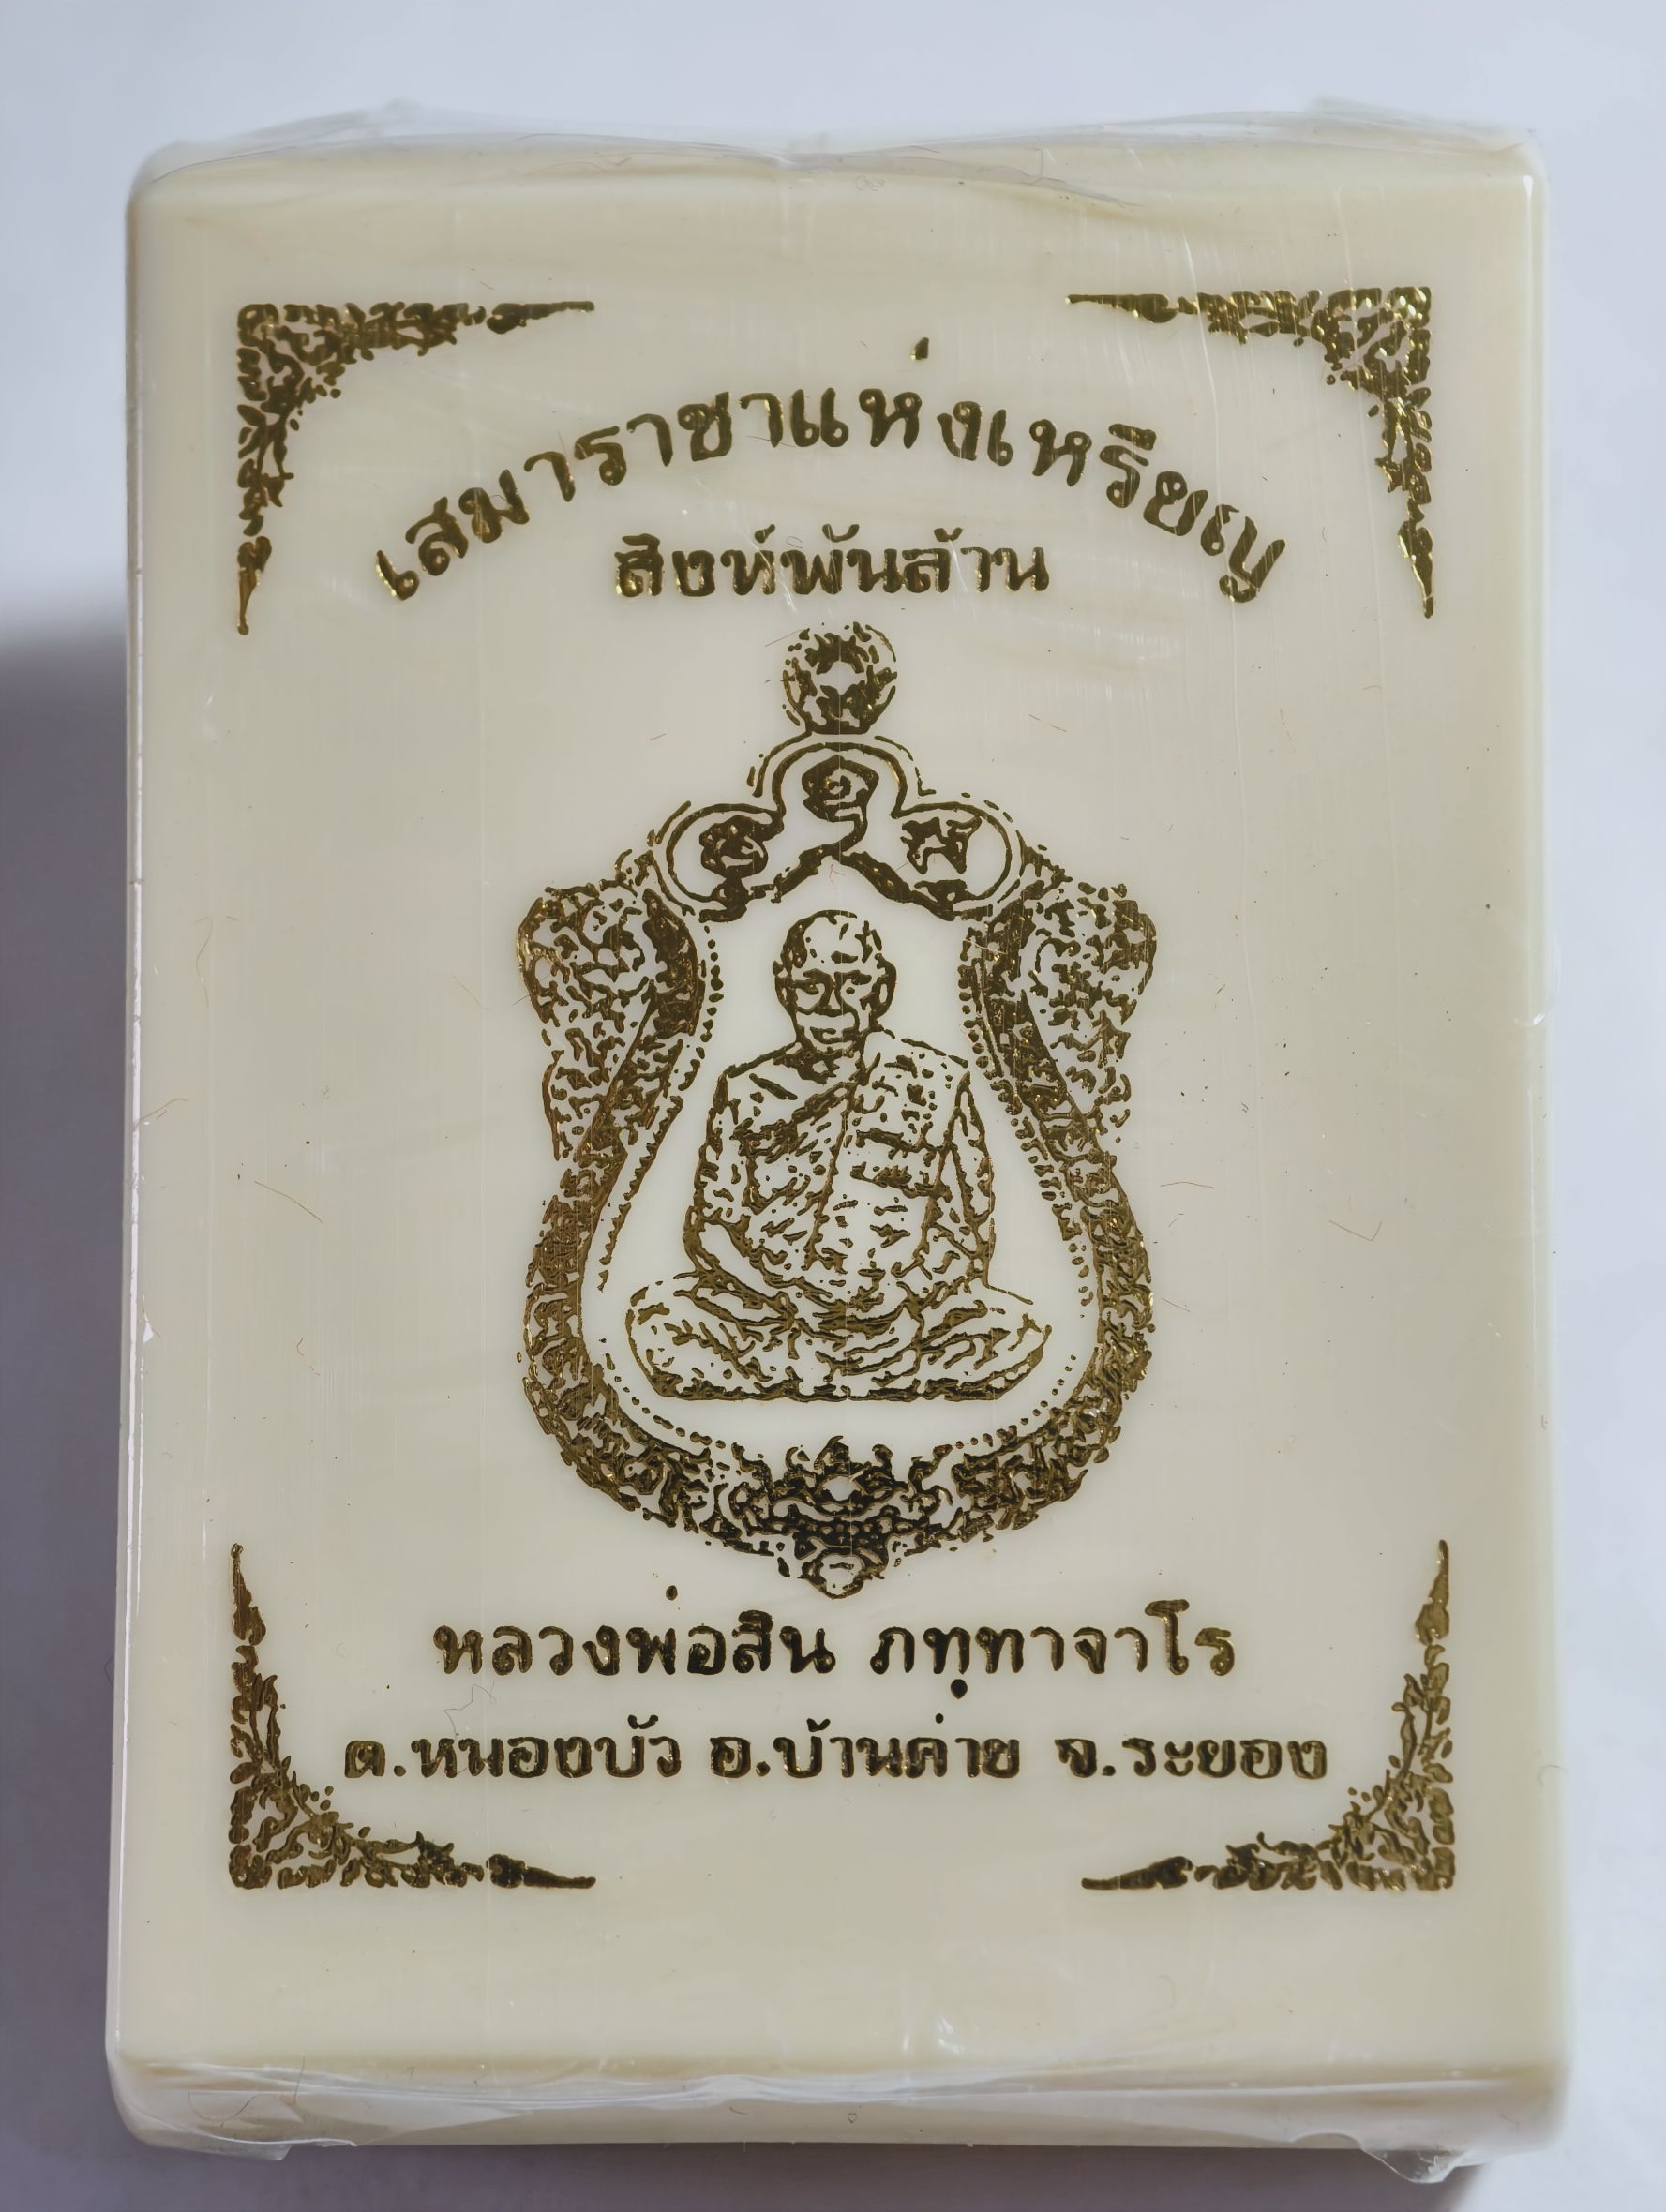 เสมาราชาแห่งเหรียญ
สิงห์พันล้าน
หลวงพ่อสิน ภทฺทาจาโร
ต.หนองบัว อ.บ้านค่าย จ.ระยอง